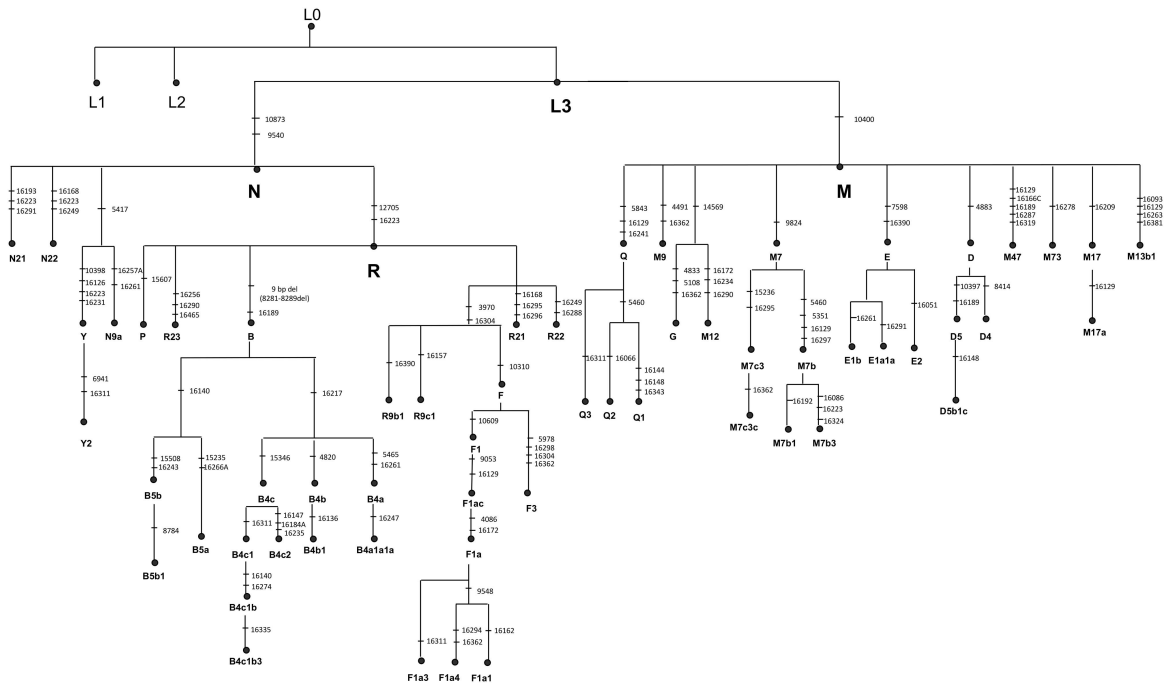 L0
L1
L2
L3
10873
9540
10400
N
M
16193
16223
16291
16168
16223
16249
5417
12705
16223
N21
N22
R
10398
16126
16223
16231
16257A
16261
Y
N9a
6941
16311
Y2
15607
16256
16290
16465
9 bp del
(8281-8289del)
16189
P
R23
B
3970
16304
16168
16295
16296
16249
16288
R21
R22
16390
16157
10310
R9b1
R9c1
F
16140
16217
15508
16243
15235
16266A
B5b
B5a
8784
B5b1
15346
4820
5465
16261
B4c
B4b
B4a
16311
16147
16184A
16235
16136
16247
B4c1
B4c2
B4b1
B4a1a1a
16140
16274
B4c1b
16335
B4c1b3
10609
F1
9053
16129
F1ac
5978
16298
16304
16362
F3
4086
16172
F1a
9548
16311
16294
16362
16162
F1a3
F1a4
F1a1
5843
16129
16241
4491
16362
14569
9824
7598
16390
4883
16129
16166C
16189
16287
16319
16278
16209
16093
16129
16263
16381
Q
M9
M7
E
D
M47
M73
M17
M13b1
5460
16311
16066
16144
16148
16343
Q3
Q2
Q1
4833
5108
16362
16172
16234
16290
G
M12
15236
16295
5460
5351
16129
16297
M7c3
M7b
16362
M7c3c
16192
16086
16223
16324
M7b1
M7b3
16261
16291
16051
E1b
E1a1a
E2
10397
16189
8414
D5
D4
16148
D5b1c
16129
M17a